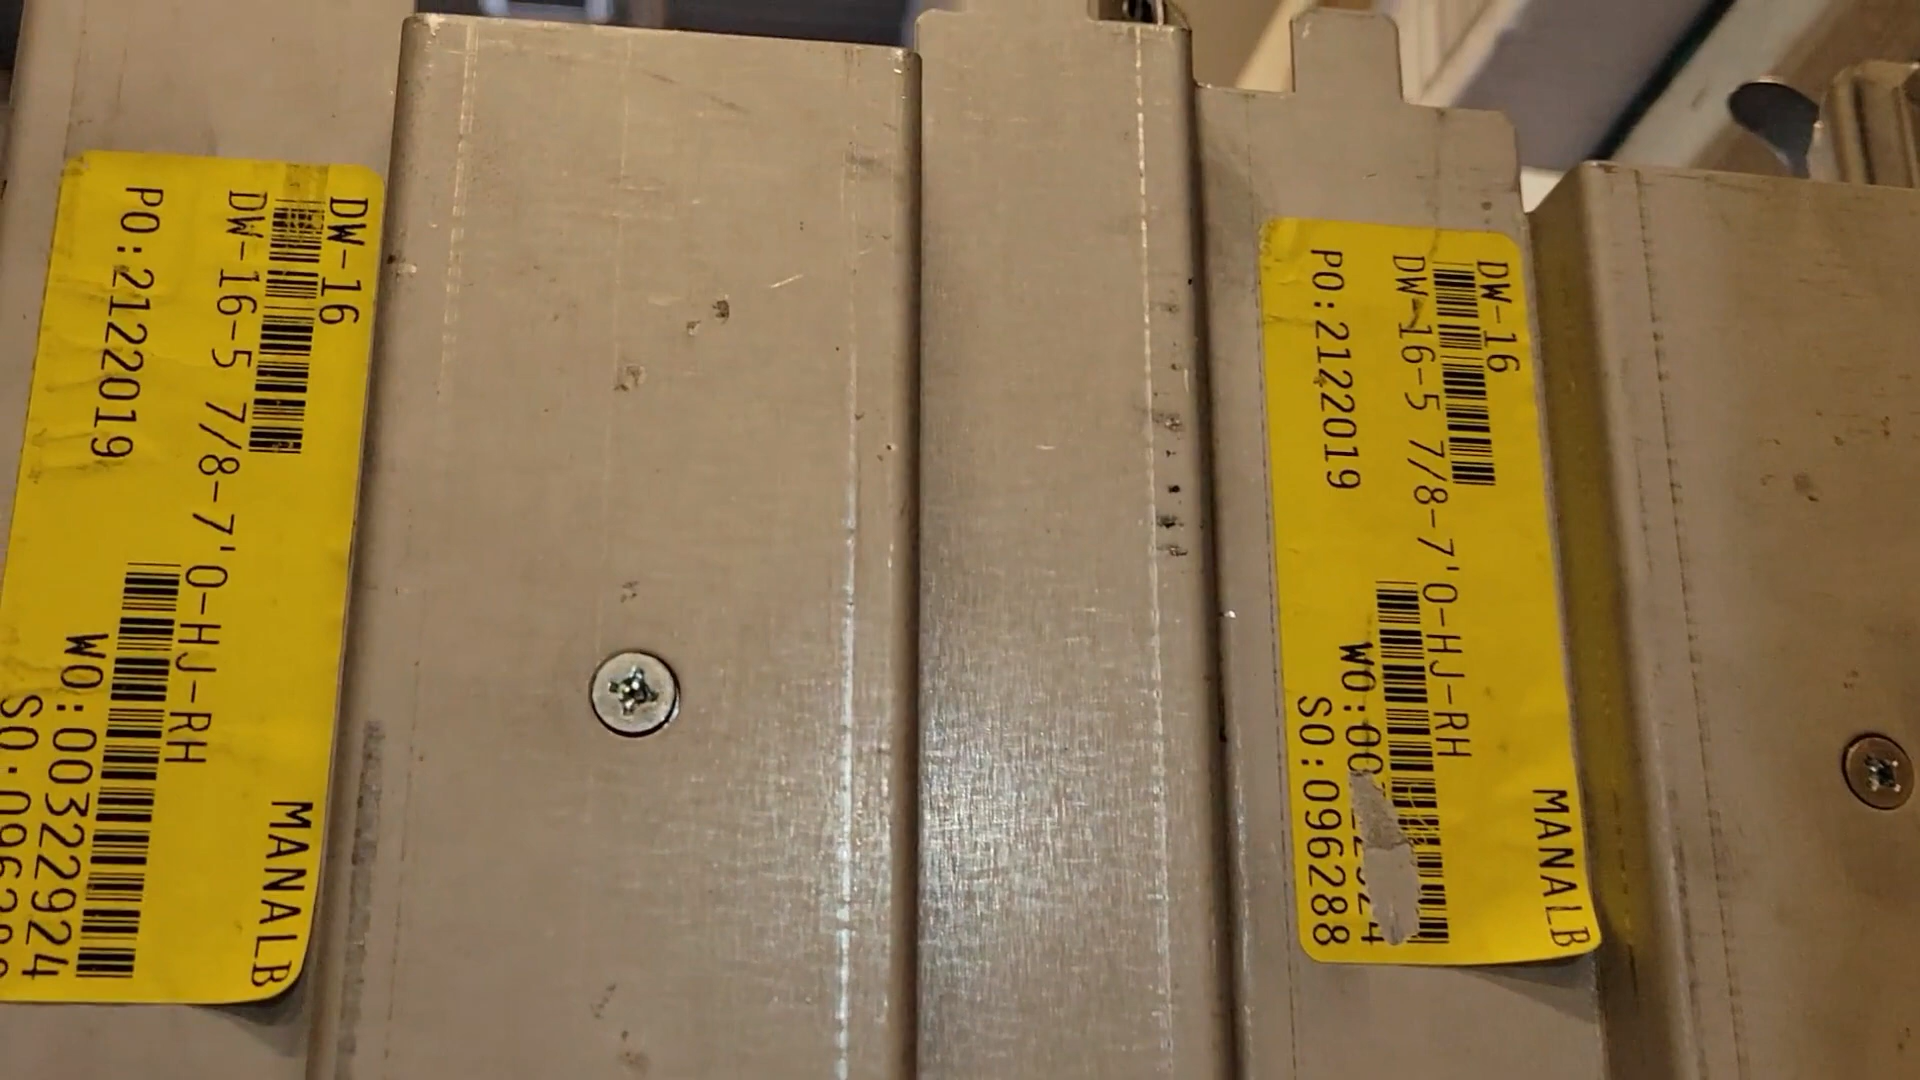 DW-16
DW-16-5 7/8-7'0-HJ-RH
PO:2122019
MANALB
WO:00322924
DW-16
DW-16-5 7/8-7'0-HJ-RH
PO:2122019
MANALB
SO:096288